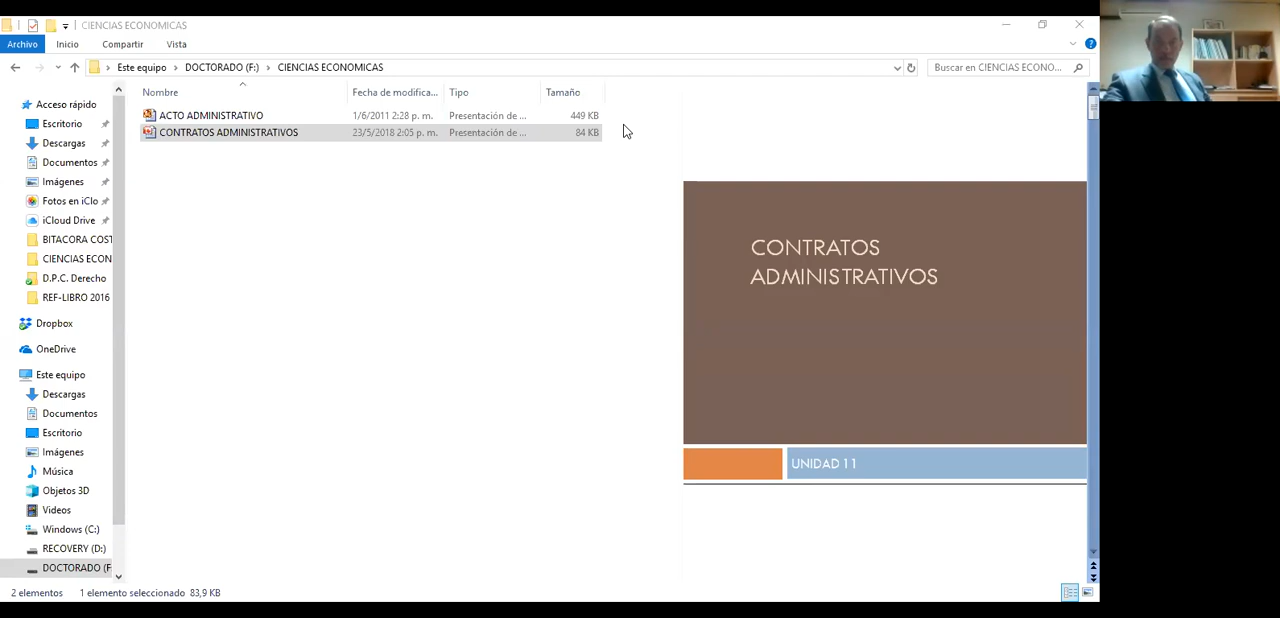 CIENCIAS ECONOMICAS
Archivo Inicio Compartir Vista
Este equipo DOCTORADO (F:) CIENCIAS ECONOMICAS
Buscar en CIENCIAS ECONO...
Nombre Fecha de modifica... Tipo Tamaño
ACTO ADMINISTRATIVO 1/6/2011 2:28 p. m. Presentación de ... 449 KB
CONTRATOS ADMINISTRATIVOS 23/5/2018 2:05 p. m. Presentación de ... 84 KB
Acceso rápido
Escritorio
Descargas
Documentos
Imágenes
Fotos en iClo
iCloud Drive
BITACORA COST
CIENCIAS ECON
D.P.C. Derecho
REF-LIBRO 2016
Dropbox
OneDrive
Este equipo
Descargas
Documentos
Escritorio
Imágenes
Música
Objetos 3D
Videos
Windows (C:)
RECOVERY (D:)
DOCTORADO (F
CONTRATOS
ADMINISTRATIVOS
UNIDAD 11
2 elementos 1 elemento seleccionado 83,9 KB